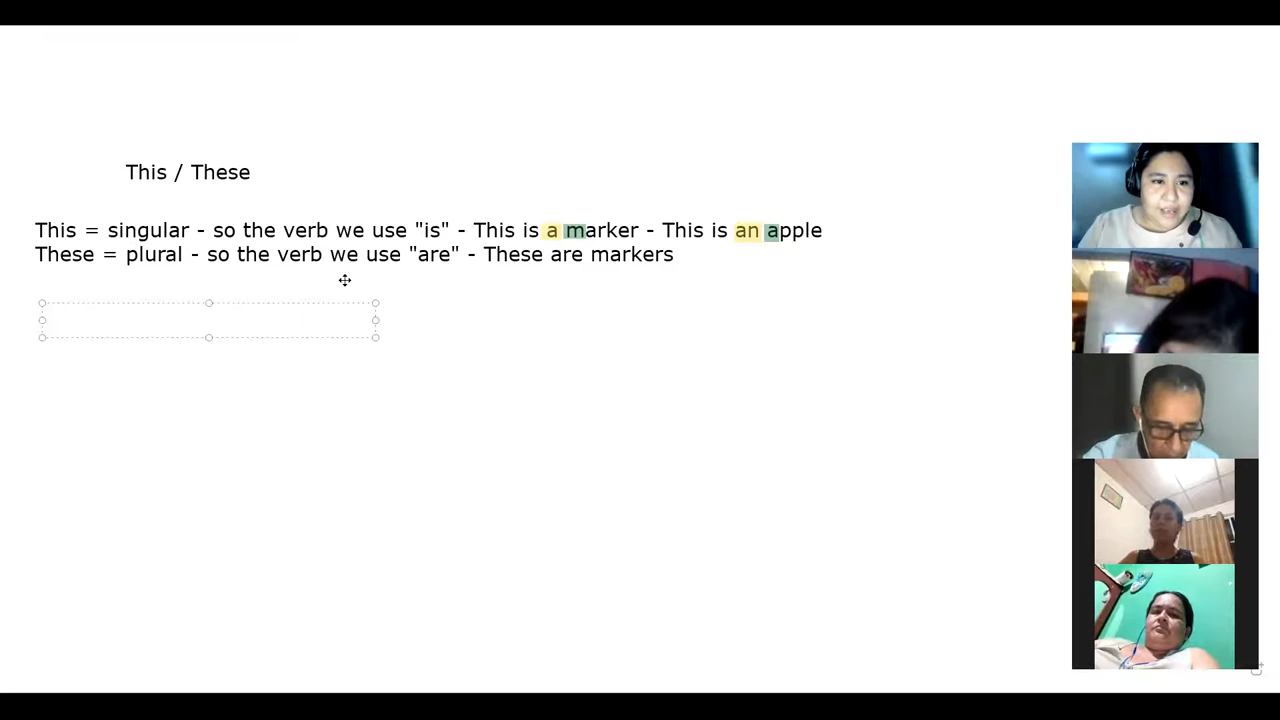 This / These
This = singular - so the verb we use "is" - This is a marker - This is an apple
These = plural - so the verb we use "are" - These are markers